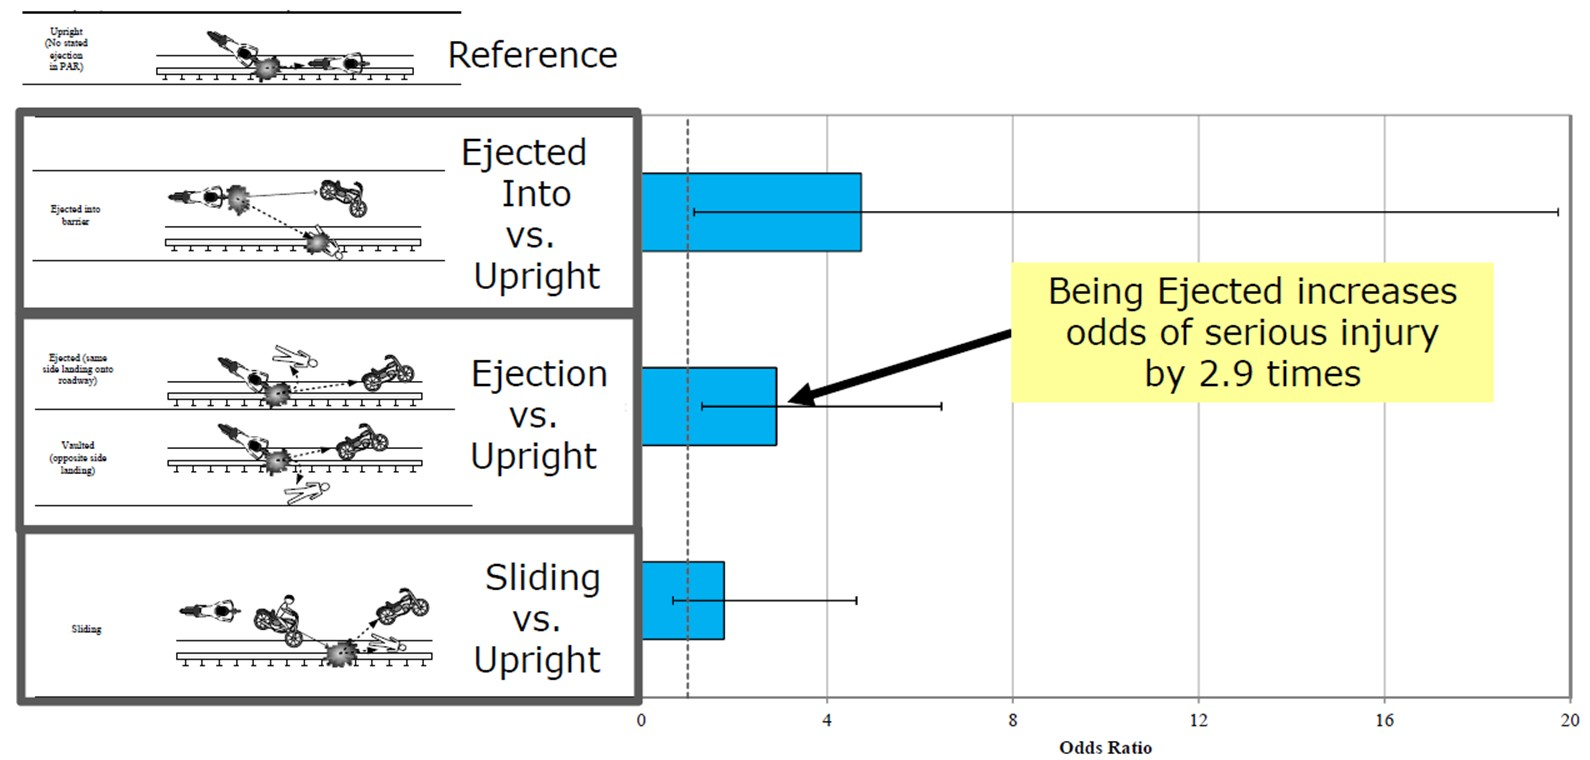 Upright
(No stated
ejection
in PAR)
Reference
Ejected into
barrier
Ejected
Into
vs.
Upright
Being Ejected increases
odds of serious injury
by 2.9 times
Ejected (same
side landing onto
roadway)
Vaulted
(opposite side
landing)
Ejection
vs.
Upright
Sliding
Sliding
vs.
Upright
0 4 8 12 16 20
Odds Ratio